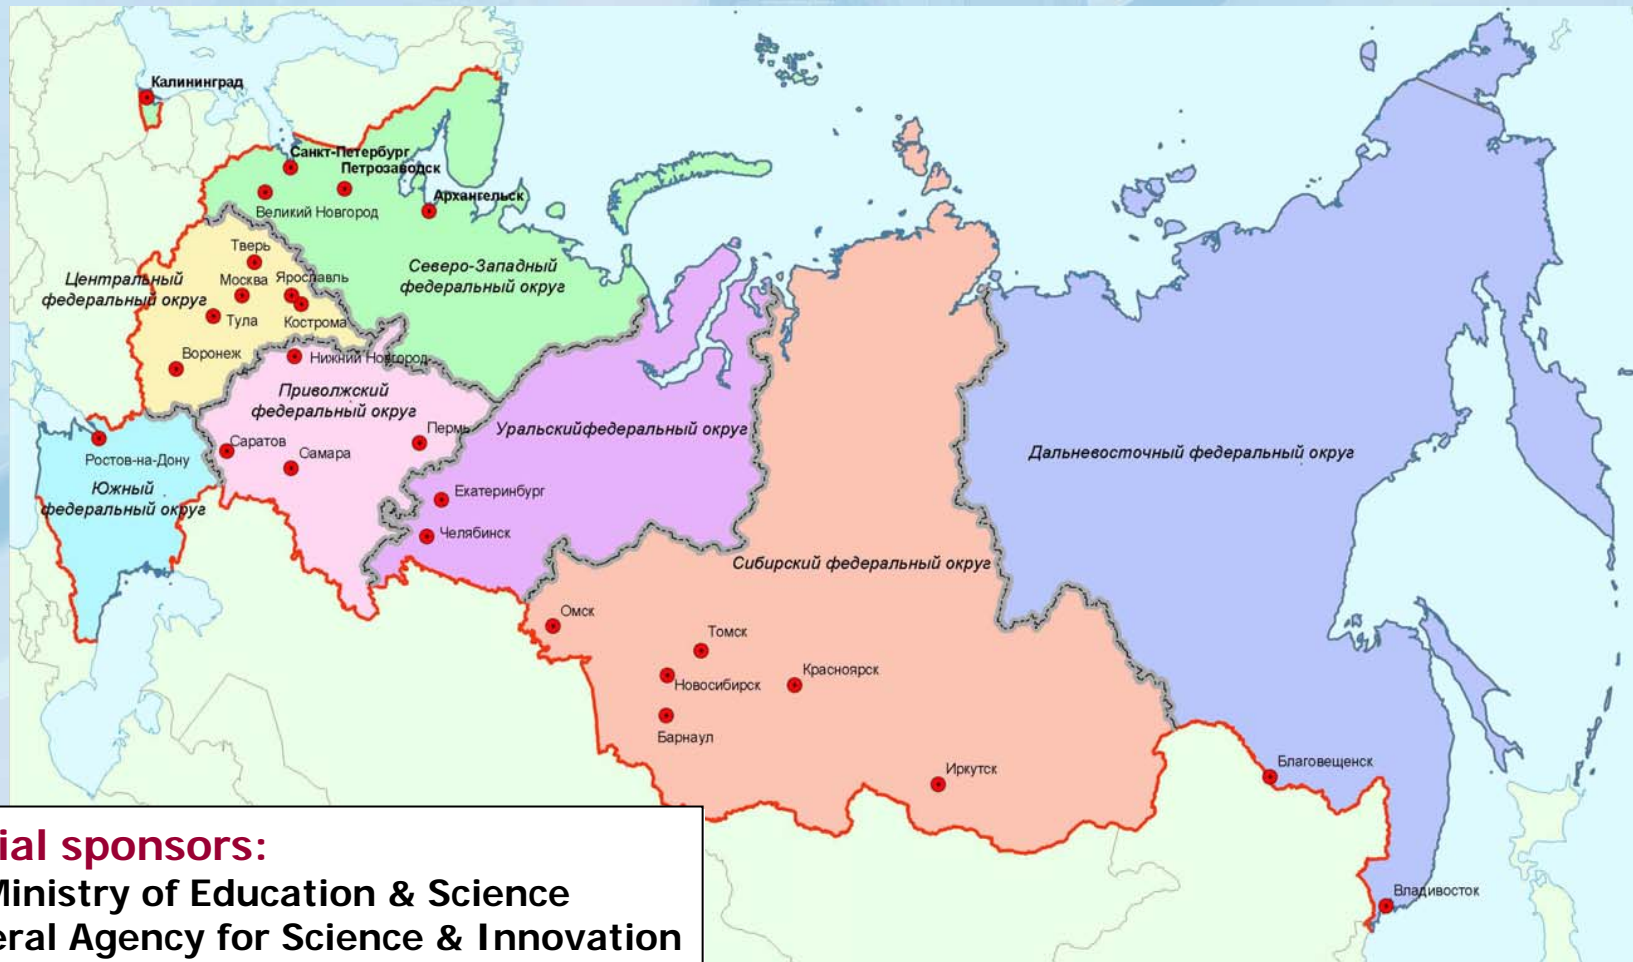 Калининград
Санкт-Петербург
Петрозаводск
Архангельск
Великий Новгород
Тверь
Центральный
федеральный округ
Москва
Ярославль
Северо-Западный
федеральный округ
Тула
Кострома
Воронеж
Нижний Новгород
Приволжский
федеральный округ
Пермь
Уральскийфедеральный округ
Саратов
Самара
Дальневосточный федеральный округ
Ростов-на-Дону
Южный
федеральный округ
Екатеринбург
Челябинск
Сибирский федеральный округ
Омск
Томск
Новосибирск
Красноярск
Барнаул
Иркутск
Благовещенск
Владивосток
ial sponsors:
Ministry of Education & Science
eral Agency for Science & Innovation